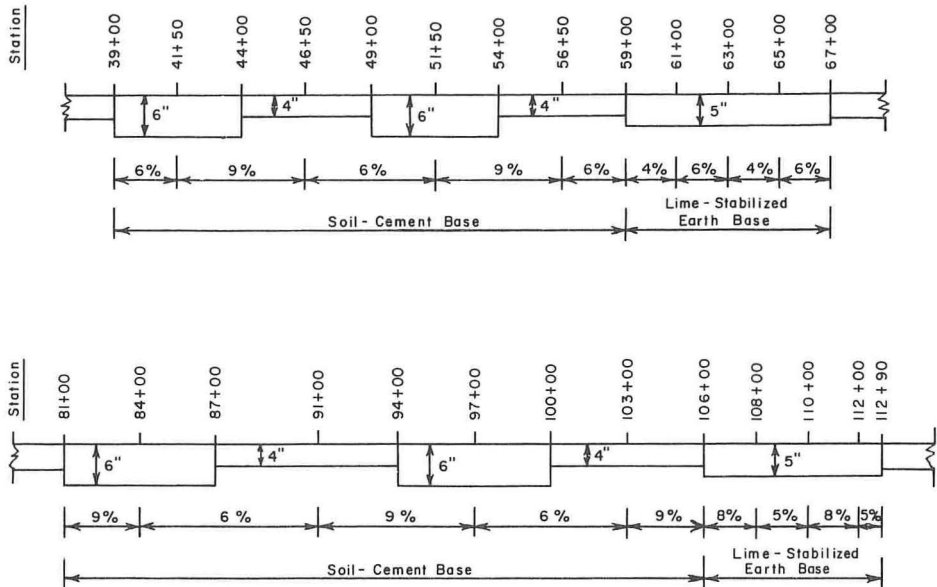 Station
39+00 41+50 44+00 46+50 49+00 51+50 54+00 56+50 59+00 61+00 63+00 65+00 67+00
6" 4" 6" 4" 5"
6% 9% 6% 9% 6% 4% 6% 4% 6%
Soil - Cement Base
Lime - Stabilized
Earth Base
Station
81+00 84+00 87+00 91+00 94+00 97+00 100+00 103+00 106+00 108+00 110+00 112+00 112+90
6" 4" 6" 4" 5"
9% 6% 9% 6% 9% 8% 5% 8% 5%
Soil - Cement Base
Lime - Stabilized
Earth Base